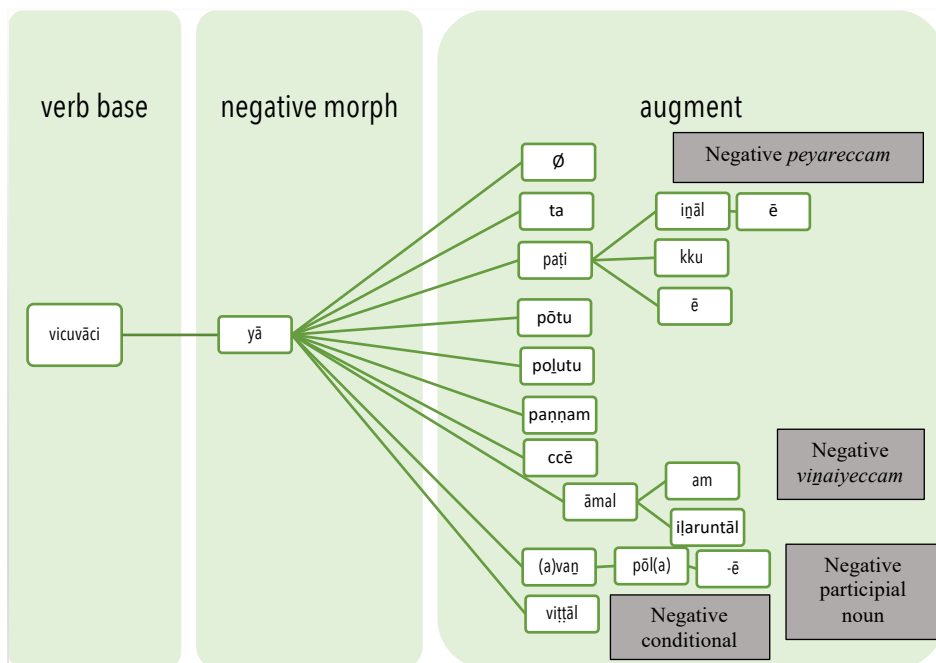 verb base
negative morph
augment
Ø
Negative peyareccam
ta
iṉāl
ē
paṭi
kku
ē
vicuvāci
yā
pōtu
poḻutu
paṇṇam
ccē
Negative
viṉaiyeccam
āmal
am
iḷaruntāl
(a)vaṉ
pōl(a)
-ē
Negative
participial
noun
viṭṭāl
Negative
conditional